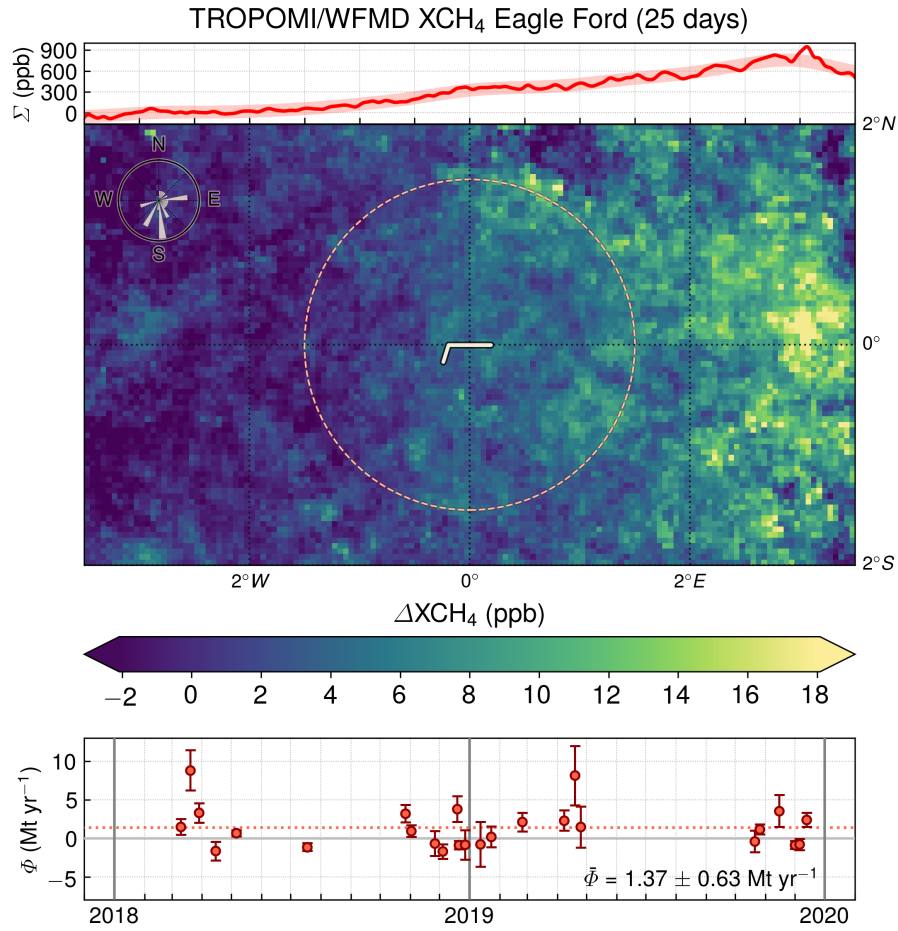 TROPOMI/WFMD XCH₄ Eagle Ford (25 days)
Σ (ppb)
900
600
300
0
2°N
N
W E
S
0°
2°S
2°W 0° 2°E
ΔXCH₄ (ppb)
−2 0 2 4 6 8 10 12 14 16 18
Φ (Mt yr⁻¹)
10
5
0
−5
Φ̄ = 1.37 ± 0.63 Mt yr⁻¹
2018 2019 2020